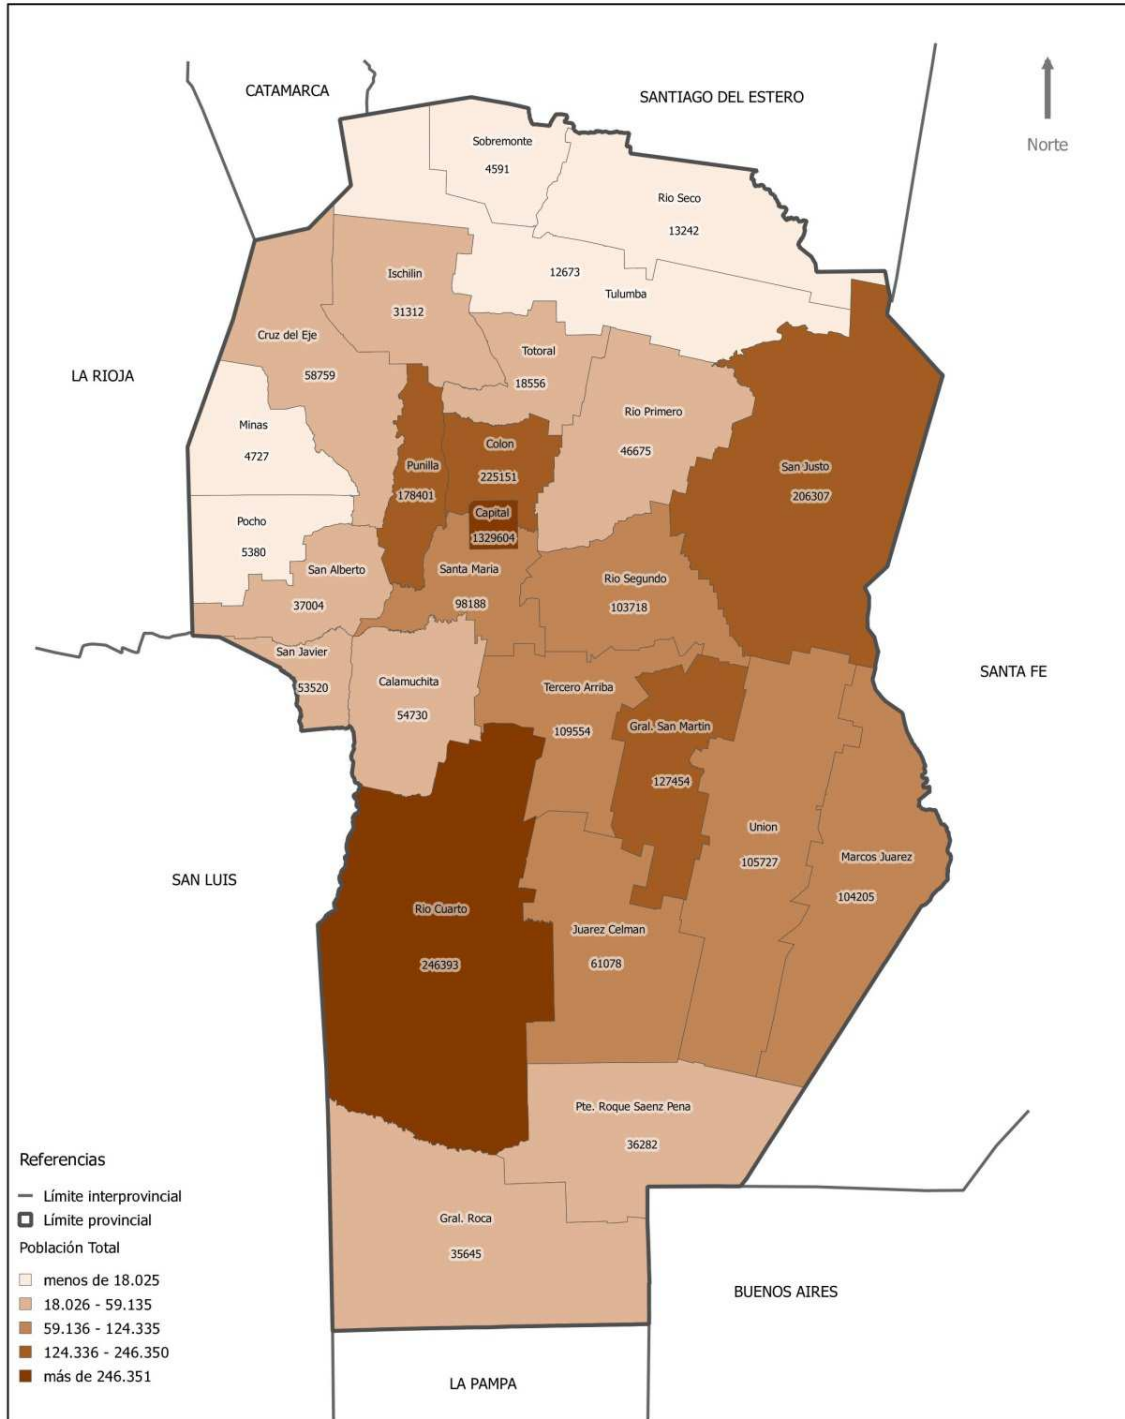 CATAMARCA
SANTIAGO DEL ESTERO
Norte
Sobremonte
4591
Rio Seco
13242
Ischilin
31312
12673
Tulumba
Cruz del Eje
58759
Totoral
18556
LA RIOJA
Rio Primero
46675
Minas
4727
Colon
225151
Punilla
178401
San Justo
206307
Capital
1329604
Pocho
5380
San Alberto
37004
Santa Maria
98188
Rio Segundo
103718
San Javier
53520
Calamuchita
54730
Tercero Arriba
109554
Gral. San Martin
127454
SANTA FE
Union
105727
Marcos Juarez
104205
SAN LUIS
Rio Cuarto
246393
Juarez Celman
61078
Pte. Roque Saenz Pena
36282
Gral. Roca
35645
BUENOS AIRES
LA PAMPA
Referencias
Límite interprovincial
Límite provincial
Población Total
menos de 18.025
18.026 - 59.135
59.136 - 124.335
124.336 - 246.350
más de 246.351